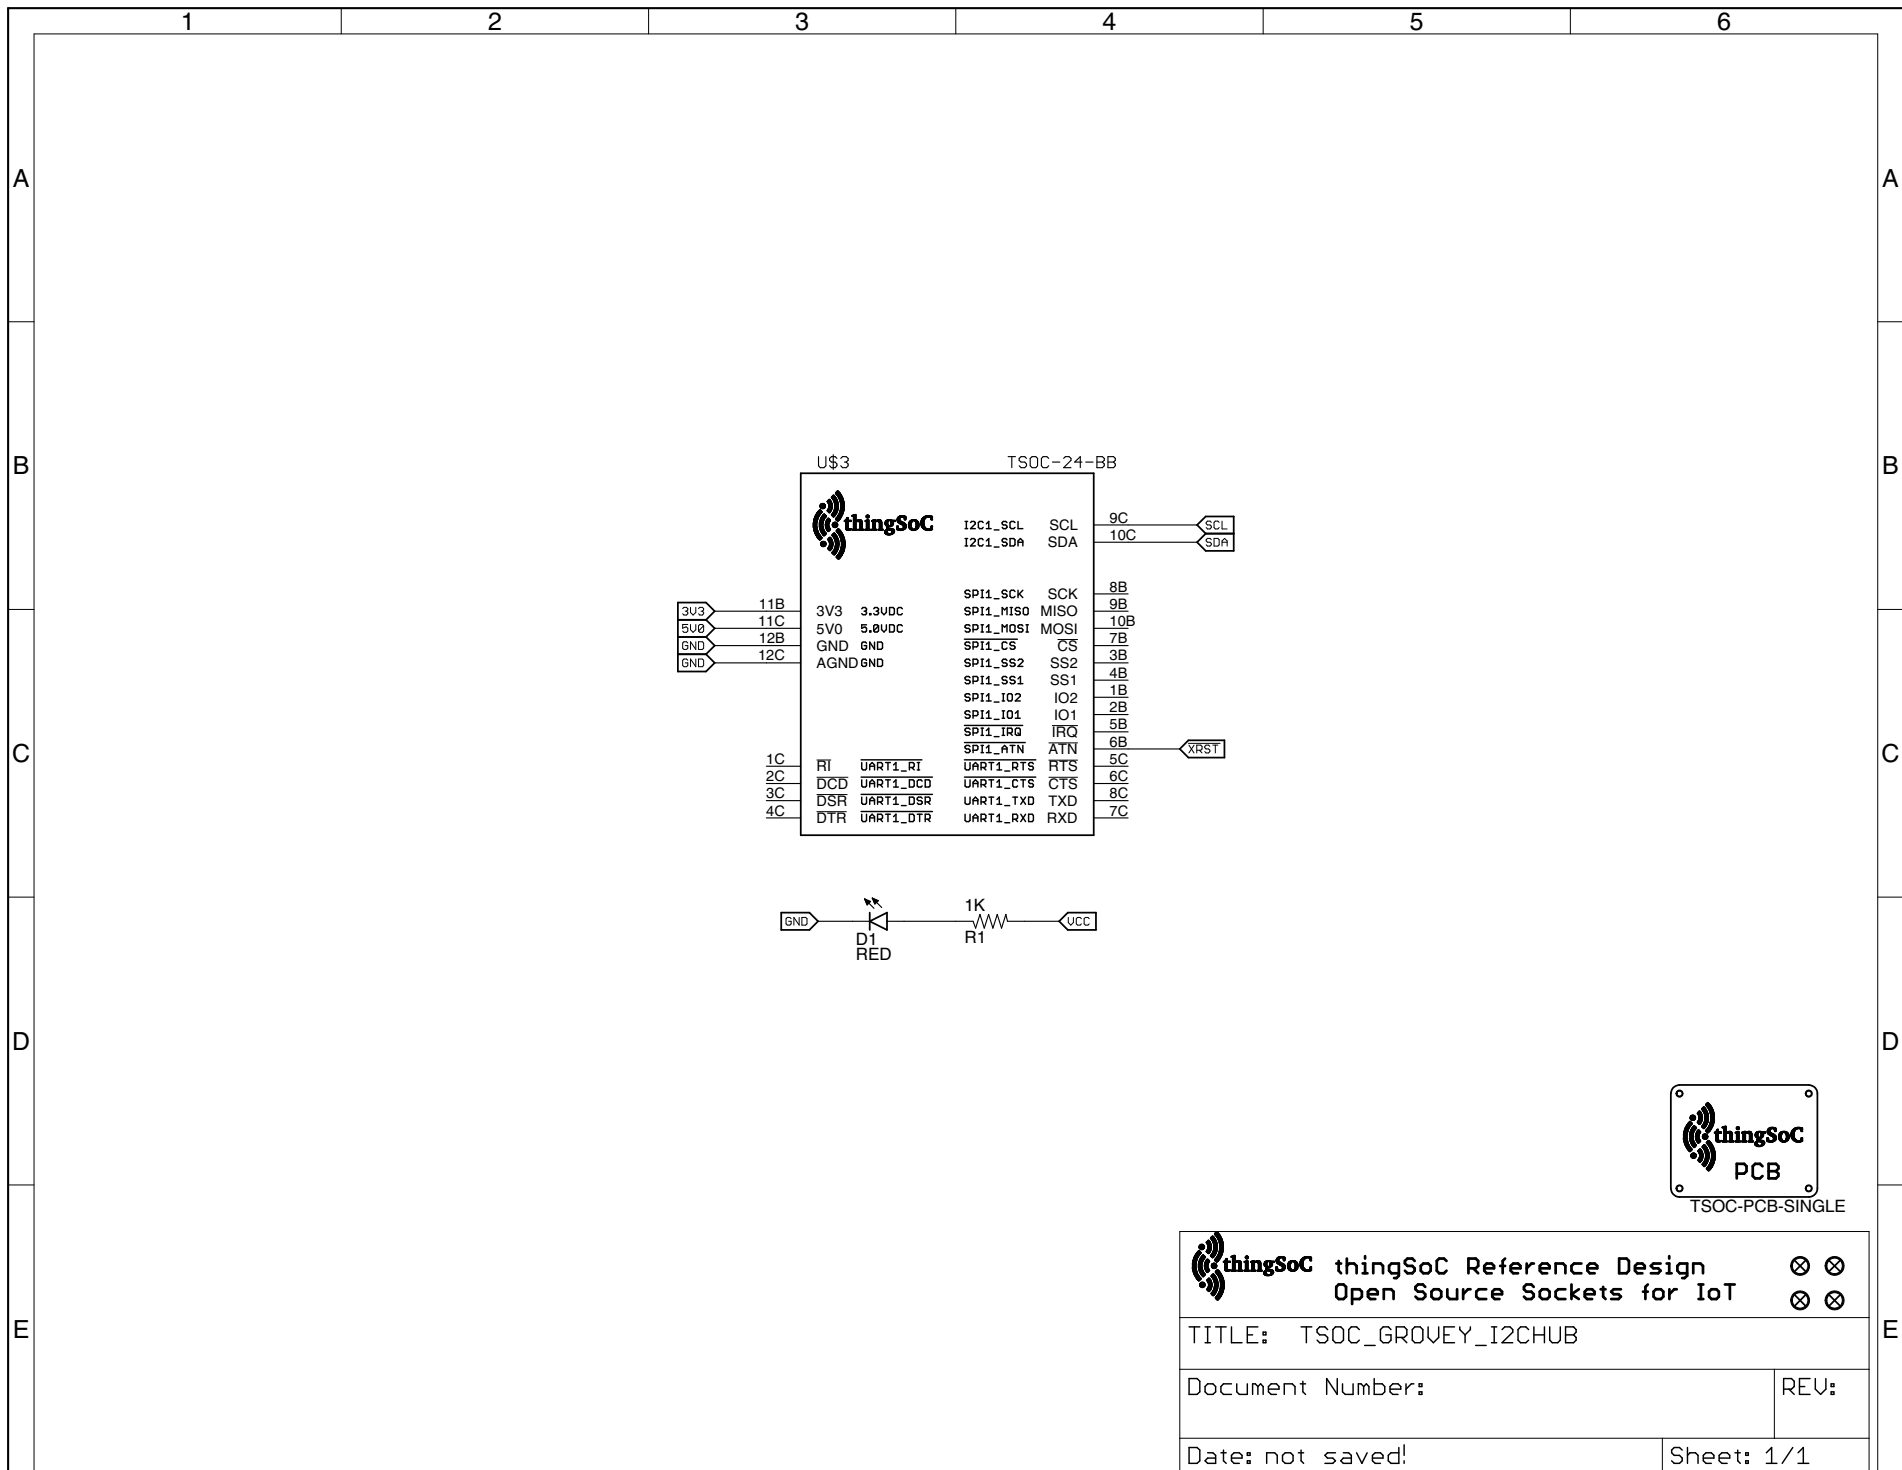 1 2 3 4 5 6
A A
B B
U$3 TSOC-24-BB
thingSoC
I2C1_SCL SCL 9C SCL
I2C1_SDA SDA 10C SDA
SPI1_SCK SCK 8B
3V3 11B 3V3 3.3VDC SPI1_MISO MISO 9B
5V0 11C 5V0 5.0VDC SPI1_MOSI MOSI 10B
GND 12B GND GND SPI1_CS CS 7B
GND 12C AGND GND SPI1_SS2 SS2 3B
SPI1_SS1 SS1 4B
SPI1_IO2 IO2 1B
SPI1_IO1 IO1 2B
SPI1_IRQ IRQ 5B
SPI1_ATN ATN 6B XRST
C C
1C RI UART1_RI UART1_RTS RTS 5C
2C DCD UART1_DCD UART1_CTS CTS 6C
3C DSR UART1_DSR UART1_TXD TXD 8C
4C DTR UART1_DTR UART1_RXD RXD 7C
1K
GND VCC
D1 R1
RED
D D
thingSoC
PCB
TSOC-PCB-SINGLE
thingSoC thingSoC Reference Design
Open Source Sockets for IoT
E E
TITLE: TSOC_GROVEY_I2CHUB
Document Number: REV:
Date: not saved! Sheet: 1/1